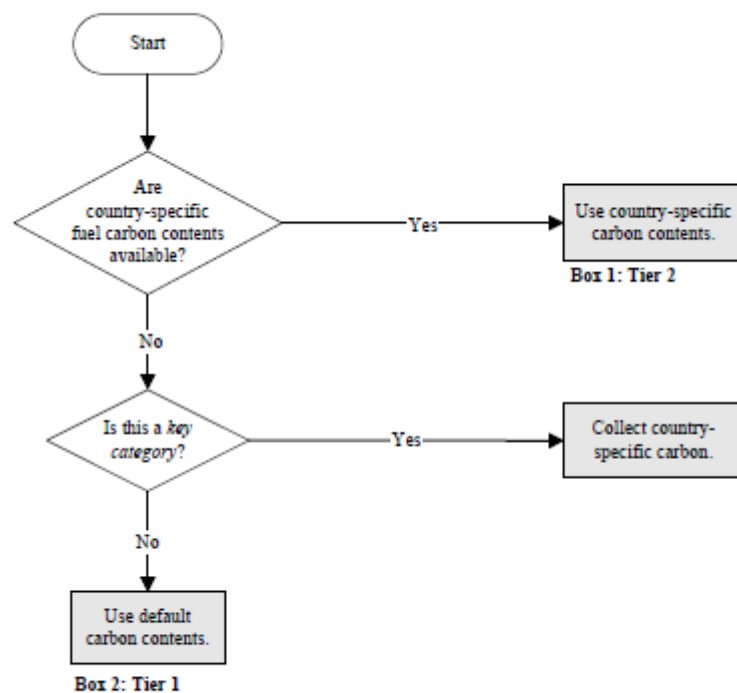 Start
Are
country-specific
fuel carbon contents
available?
Yes
Use country-specific
carbon contents.
Box 1: Tier 2
No
Is this a key
category?
Yes
Collect country-
specific carbon.
No
Use default
carbon contents.
Box 2: Tier 1